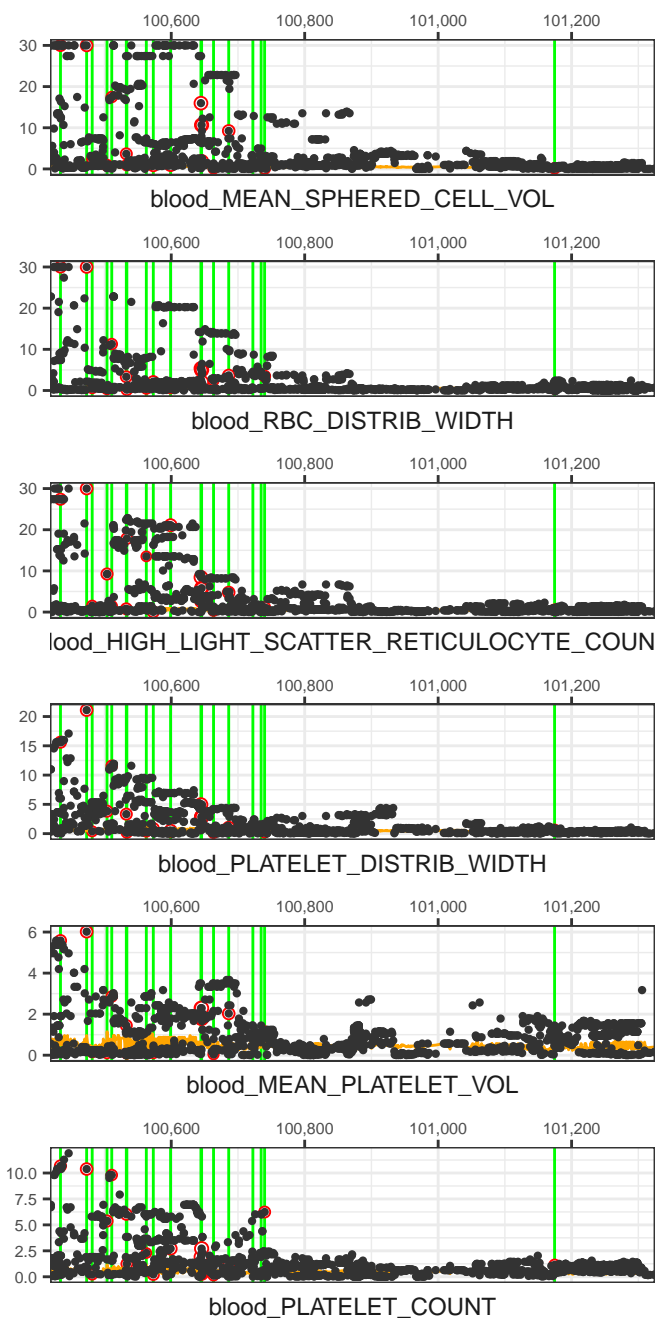 100,600 100,800 101,000 101,200
30
20
10
0
blood_MEAN_SPHERED_CELL_VOL
100,600 100,800 101,000 101,200
30
20
10
0
blood_RBC_DISTRIB_WIDTH
100,600 100,800 101,000 101,200
30
20
10
0
lood_HIGH_LIGHT_SCATTER_RETICULOCYTE_COUN
100,600 100,800 101,000 101,200
20
15
10
5
0
blood_PLATELET_DISTRIB_WIDTH
100,600 100,800 101,000 101,200
6
4
2
0
blood_MEAN_PLATELET_VOL
100,600 100,800 101,000 101,200
10.0
7.5
5.0
2.5
0.0
blood_PLATELET_COUNT